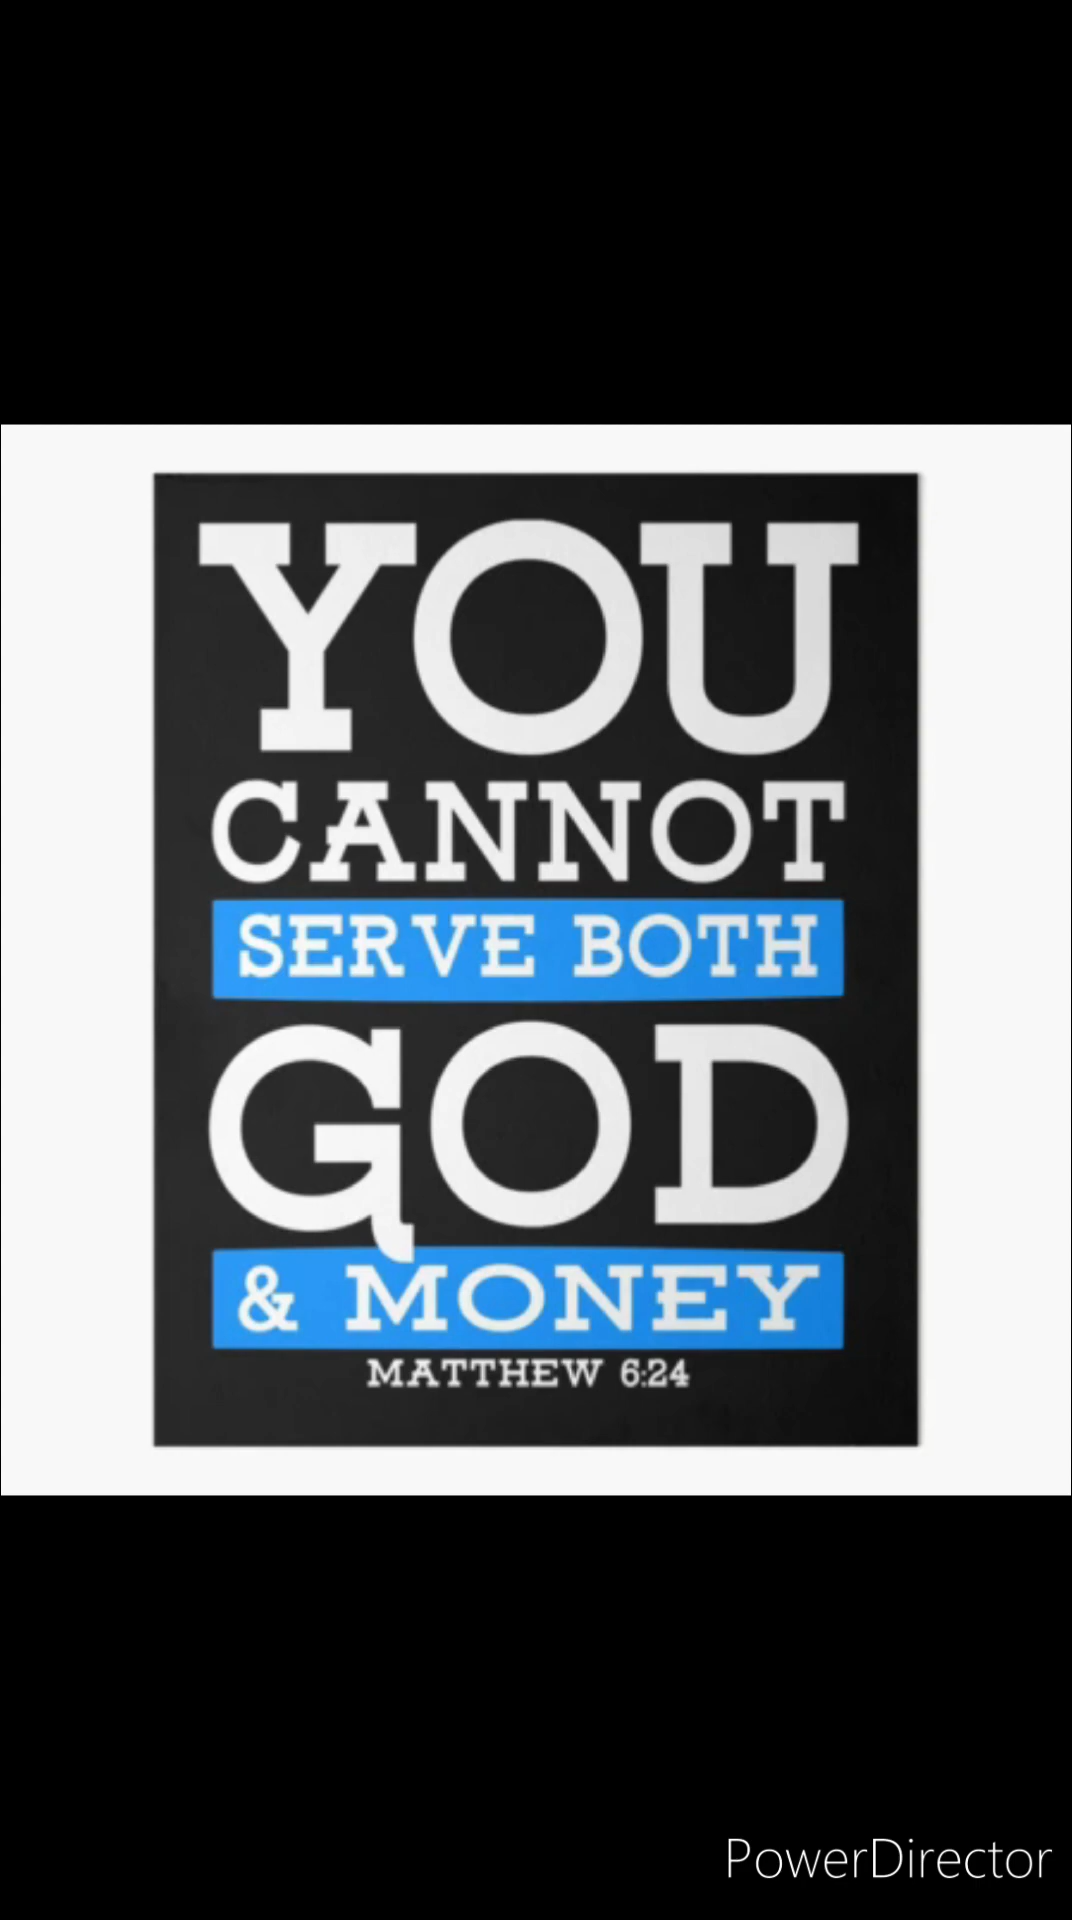 YOU
CANNOT
SERVE BOTH
GOD
& MONEY
MATTHEW 6:24
PowerDirector